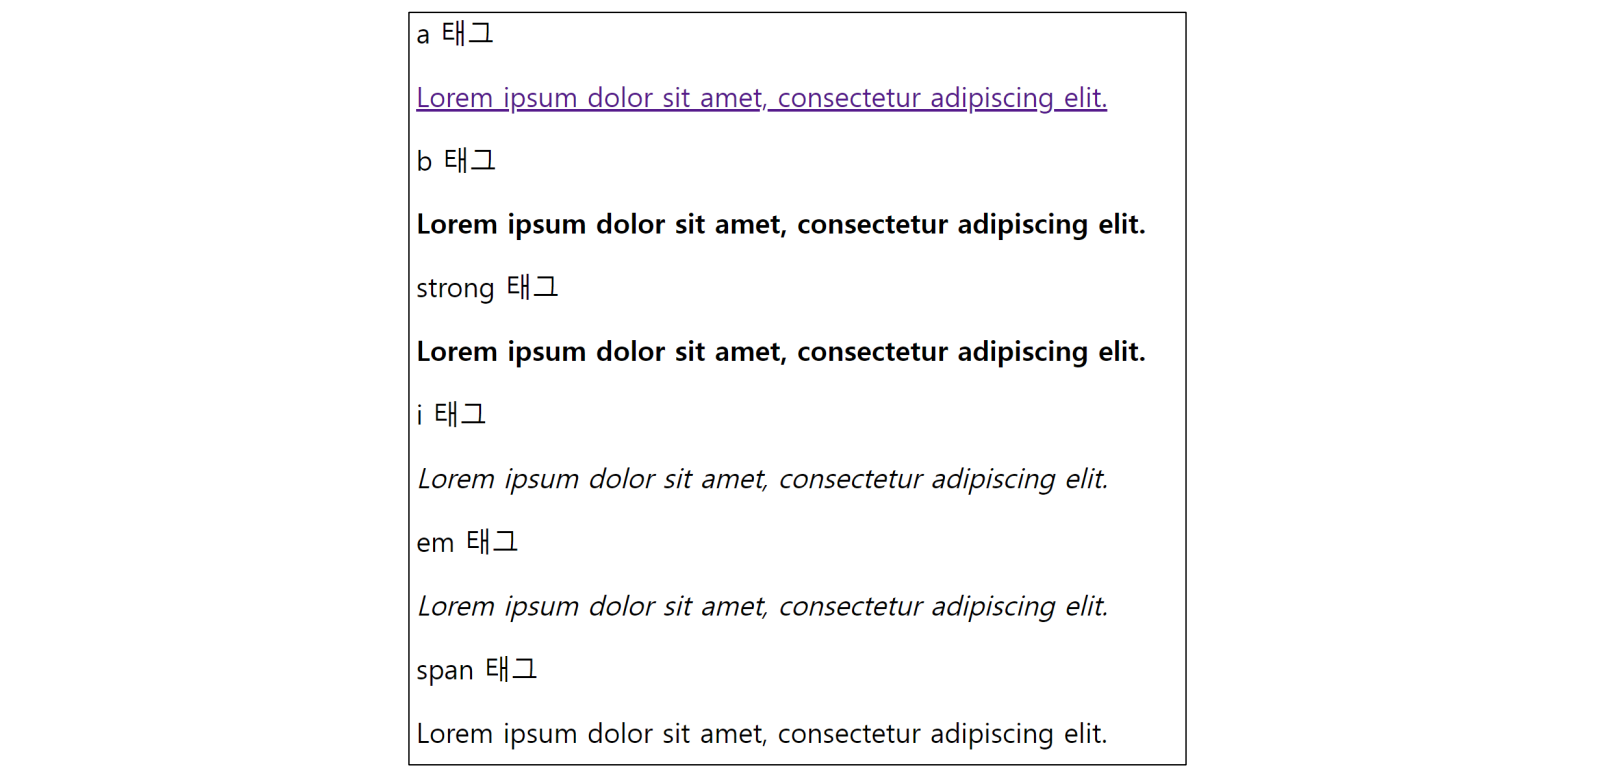 a 태그
Lorem ipsum dolor sit amet, consectetur adipiscing elit.
b 태그
Lorem ipsum dolor sit amet, consectetur adipiscing elit.
strong 태그
Lorem ipsum dolor sit amet, consectetur adipiscing elit.
i 태그
Lorem ipsum dolor sit amet, consectetur adipiscing elit.
em 태그
Lorem ipsum dolor sit amet, consectetur adipiscing elit.
span 태그
Lorem ipsum dolor sit amet, consectetur adipiscing elit.